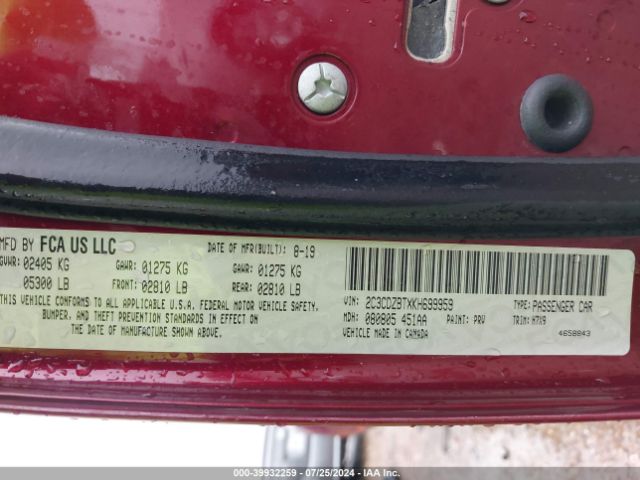 MFD BY FCA US LLC DATE OF MFR(BUILT): 8-19
GVWR: 02405 KG GAWR: 01275 KG GAWR: 01275 KG
05300 LB FRONT: 02810 LB REAR: 02810 LB
THIS VEHICLE CONFORMS TO ALL APPLICABLE U.S.A. FEDERAL MOTOR VEHICLE SAFETY,
BUMPER, AND THEFT PREVENTION STANDARDS IN EFFECT ON
THE DATE OF MANUFACTURE SHOWN ABOVE.
VIN: 2C3CDZBTXKH699959 TYPE: PASSENGER CAR
MDH: 080805 451AA PAINT: PRV TRIM: H7X9
VEHICLE MADE IN CANADA 4658843
000-39932259 | 07/25/2024 | IAA Inc.